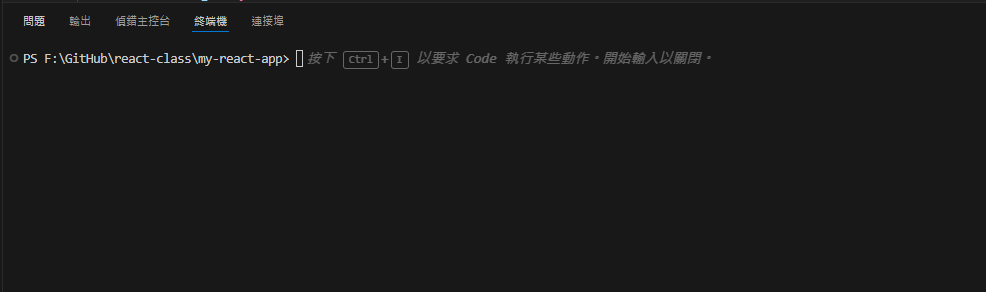 問題 輸出 偵錯主控台 終端機 連接埠
PS F:\GitHub\react-class\my-react-app> 按下 Ctrl+I 以要求 Code 執行某些動作。開始輸入以關閉。